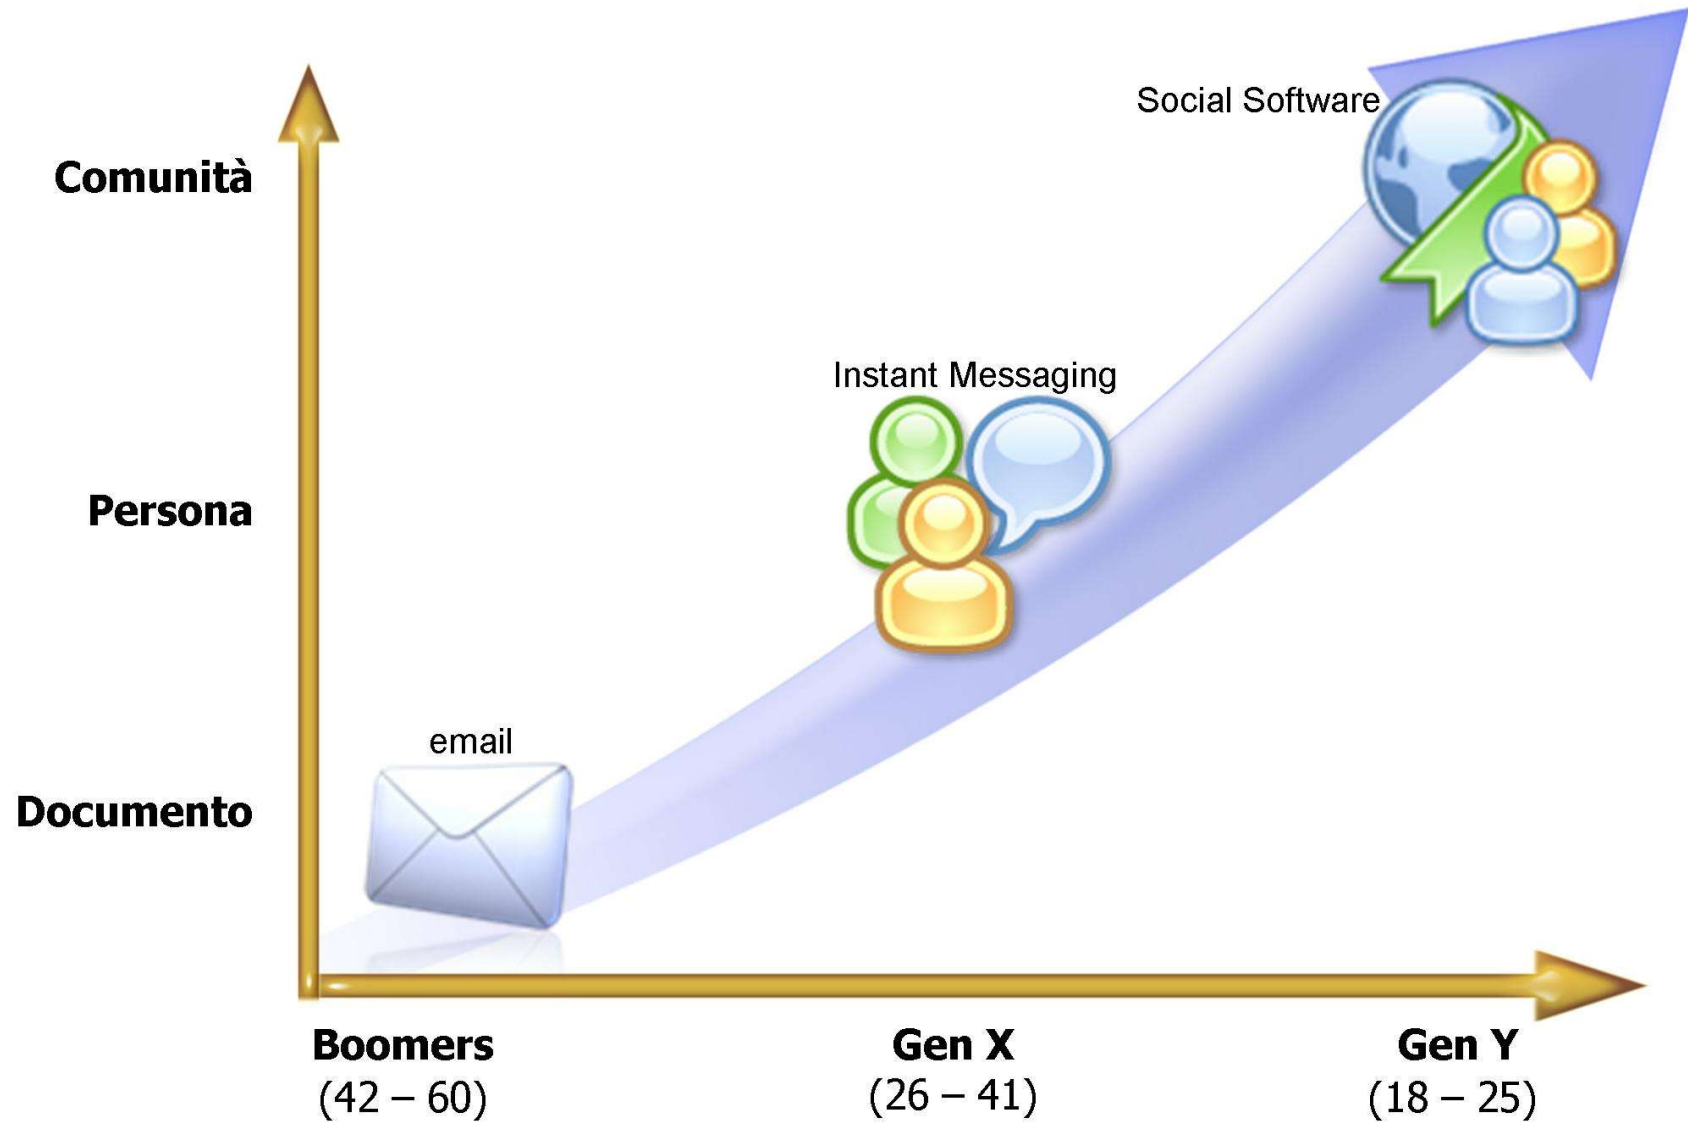 Social Software
Comunità
Instant Messaging
Persona
email
Documento
Boomers
(42 – 60)
Gen X
(26 – 41)
Gen Y
(18 – 25)